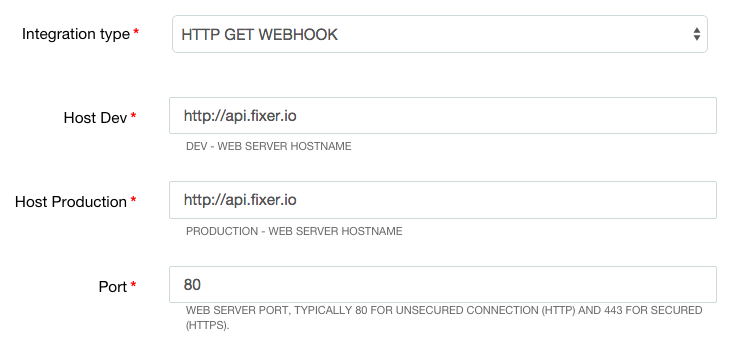 Integration type *
HTTP GET WEBHOOK
Host Dev *
http://api.fixer.io
DEV - WEB SERVER HOSTNAME
Host Production *
http://api.fixer.io
PRODUCTION - WEB SERVER HOSTNAME
Port *
80
WEB SERVER PORT, TYPICALLY 80 FOR UNSECURED CONNECTION (HTTP) AND 443 FOR SECURED
(HTTPS).